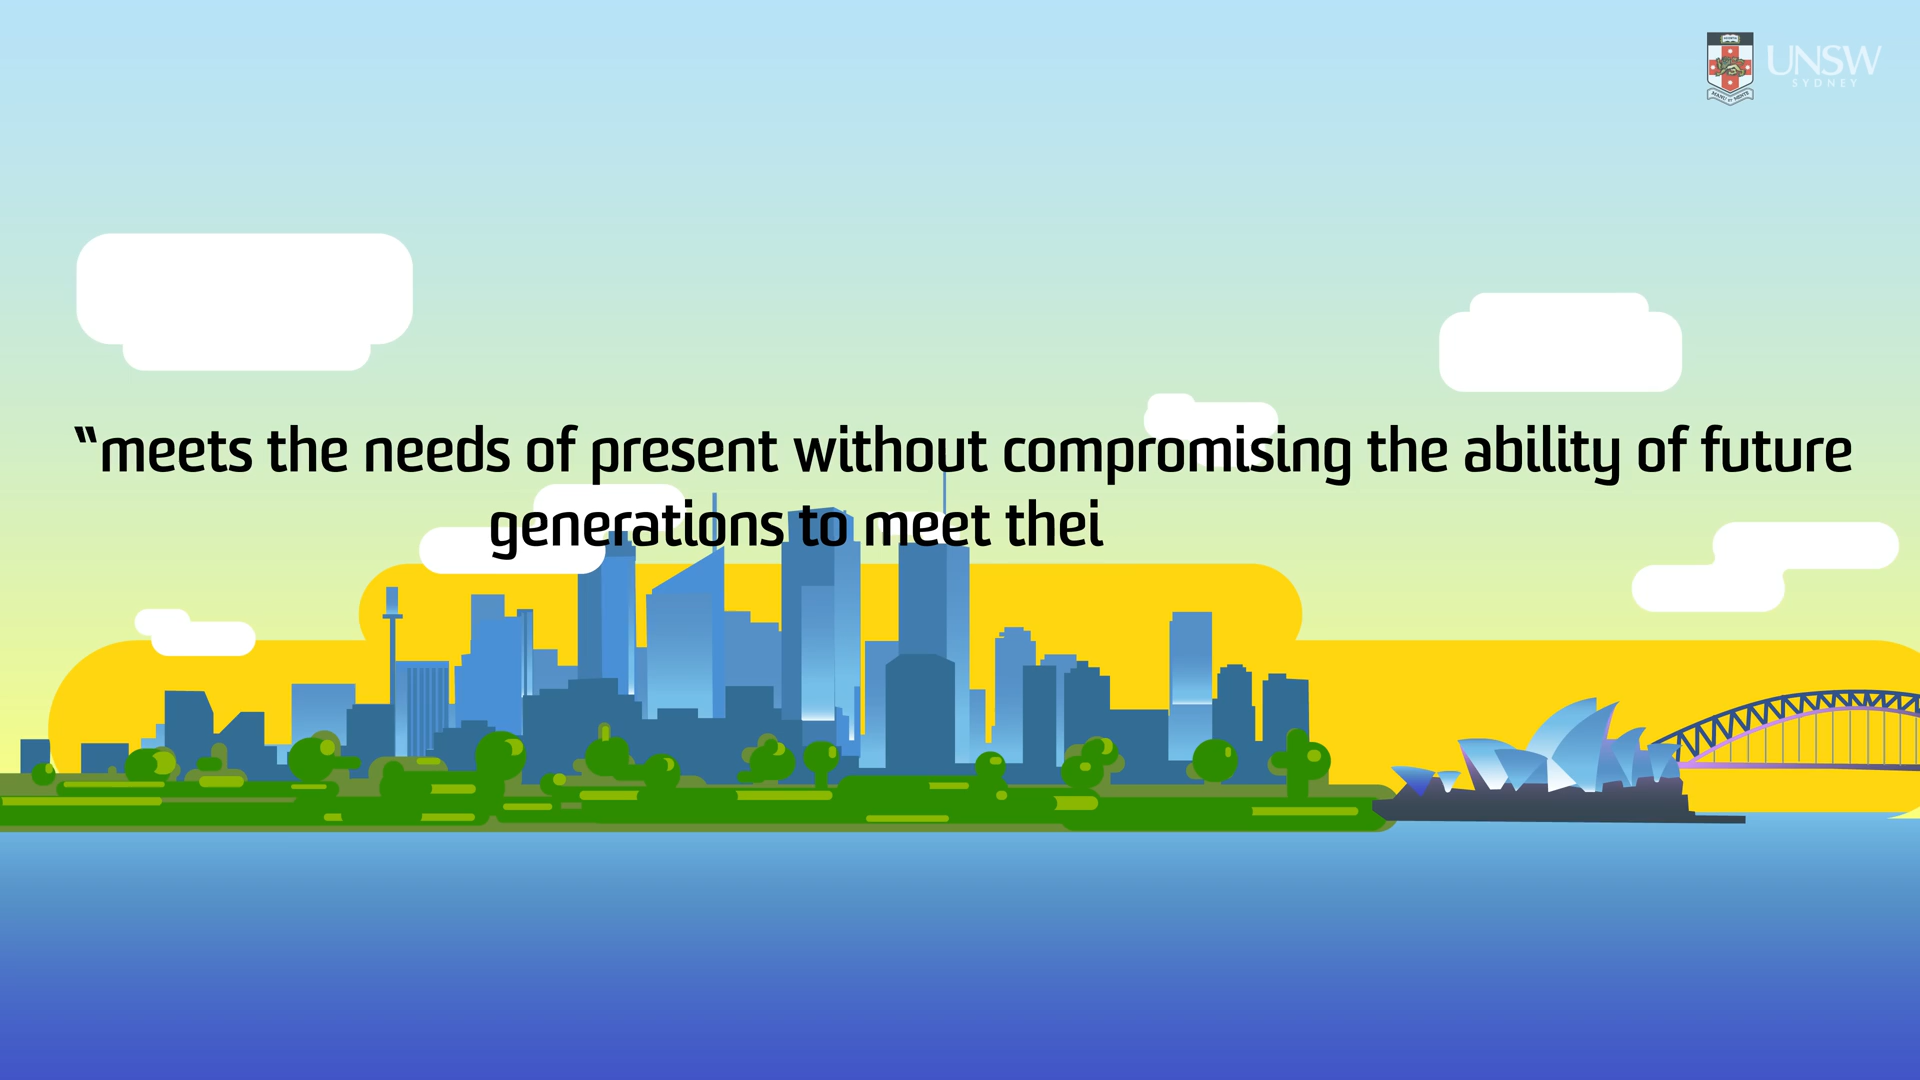 UNSW
SYDNEY
“meets the needs of present without compromising the ability of future
generations to meet thei